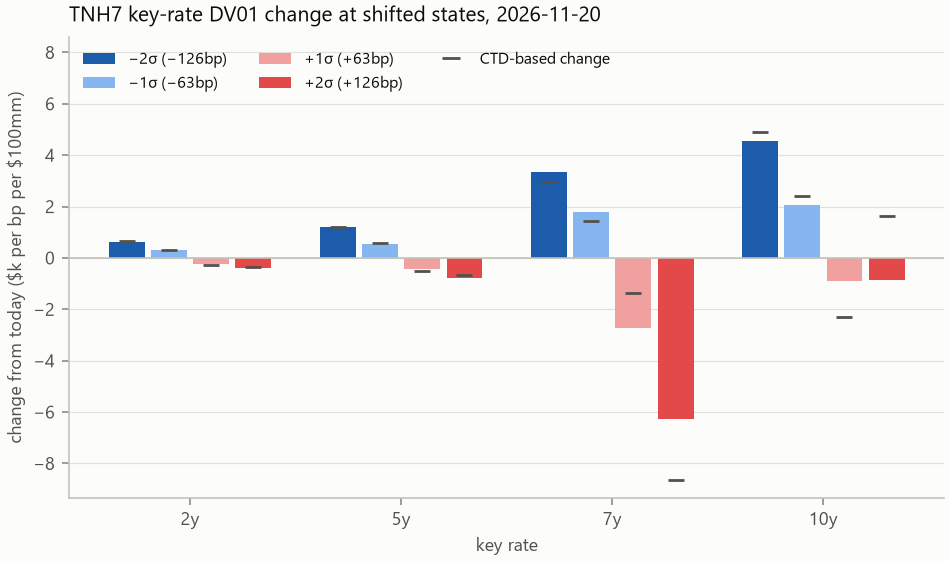 TNH7 key-rate DV01 change at shifted states, 2026-11-20
−2σ (−126bp)
−1σ (−63bp)
+1σ (+63bp)
+2σ (+126bp)
CTD-based change
change from today ($k per bp per $100mm)
8
6
4
2
0
−2
−4
−6
−8
2y
5y
7y
10y
key rate